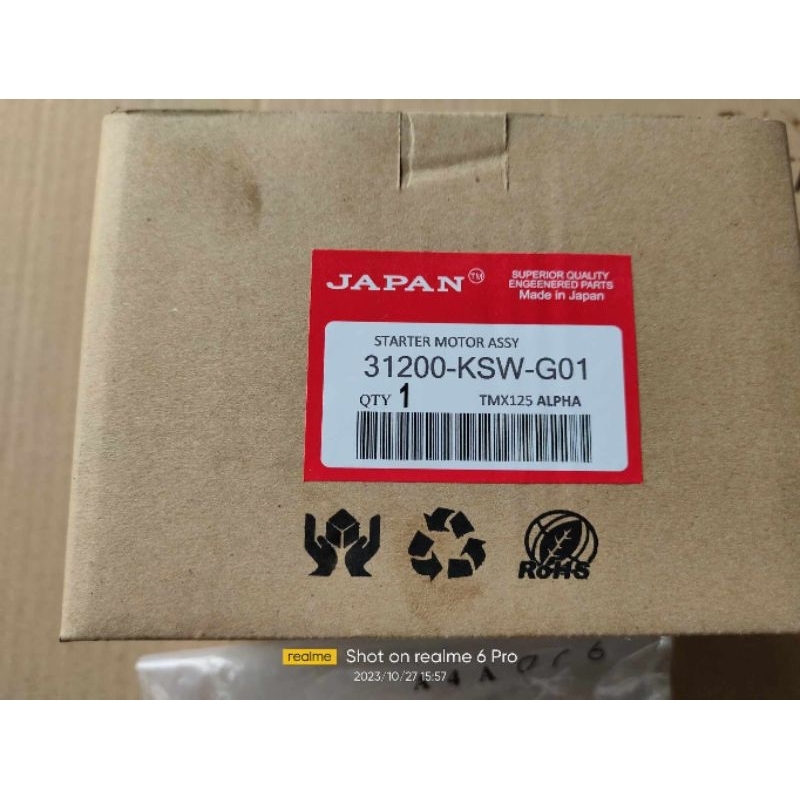 JAPAN™
SUPERIOR QUALITY
ENGEENERED PARTS
Made in Japan
STARTER MOTOR ASSY
31200-KSW-G01
QTY 1 TMX125 ALPHA
RoHS
realme Shot on realme 6 Pro
2023/10/27 15:57